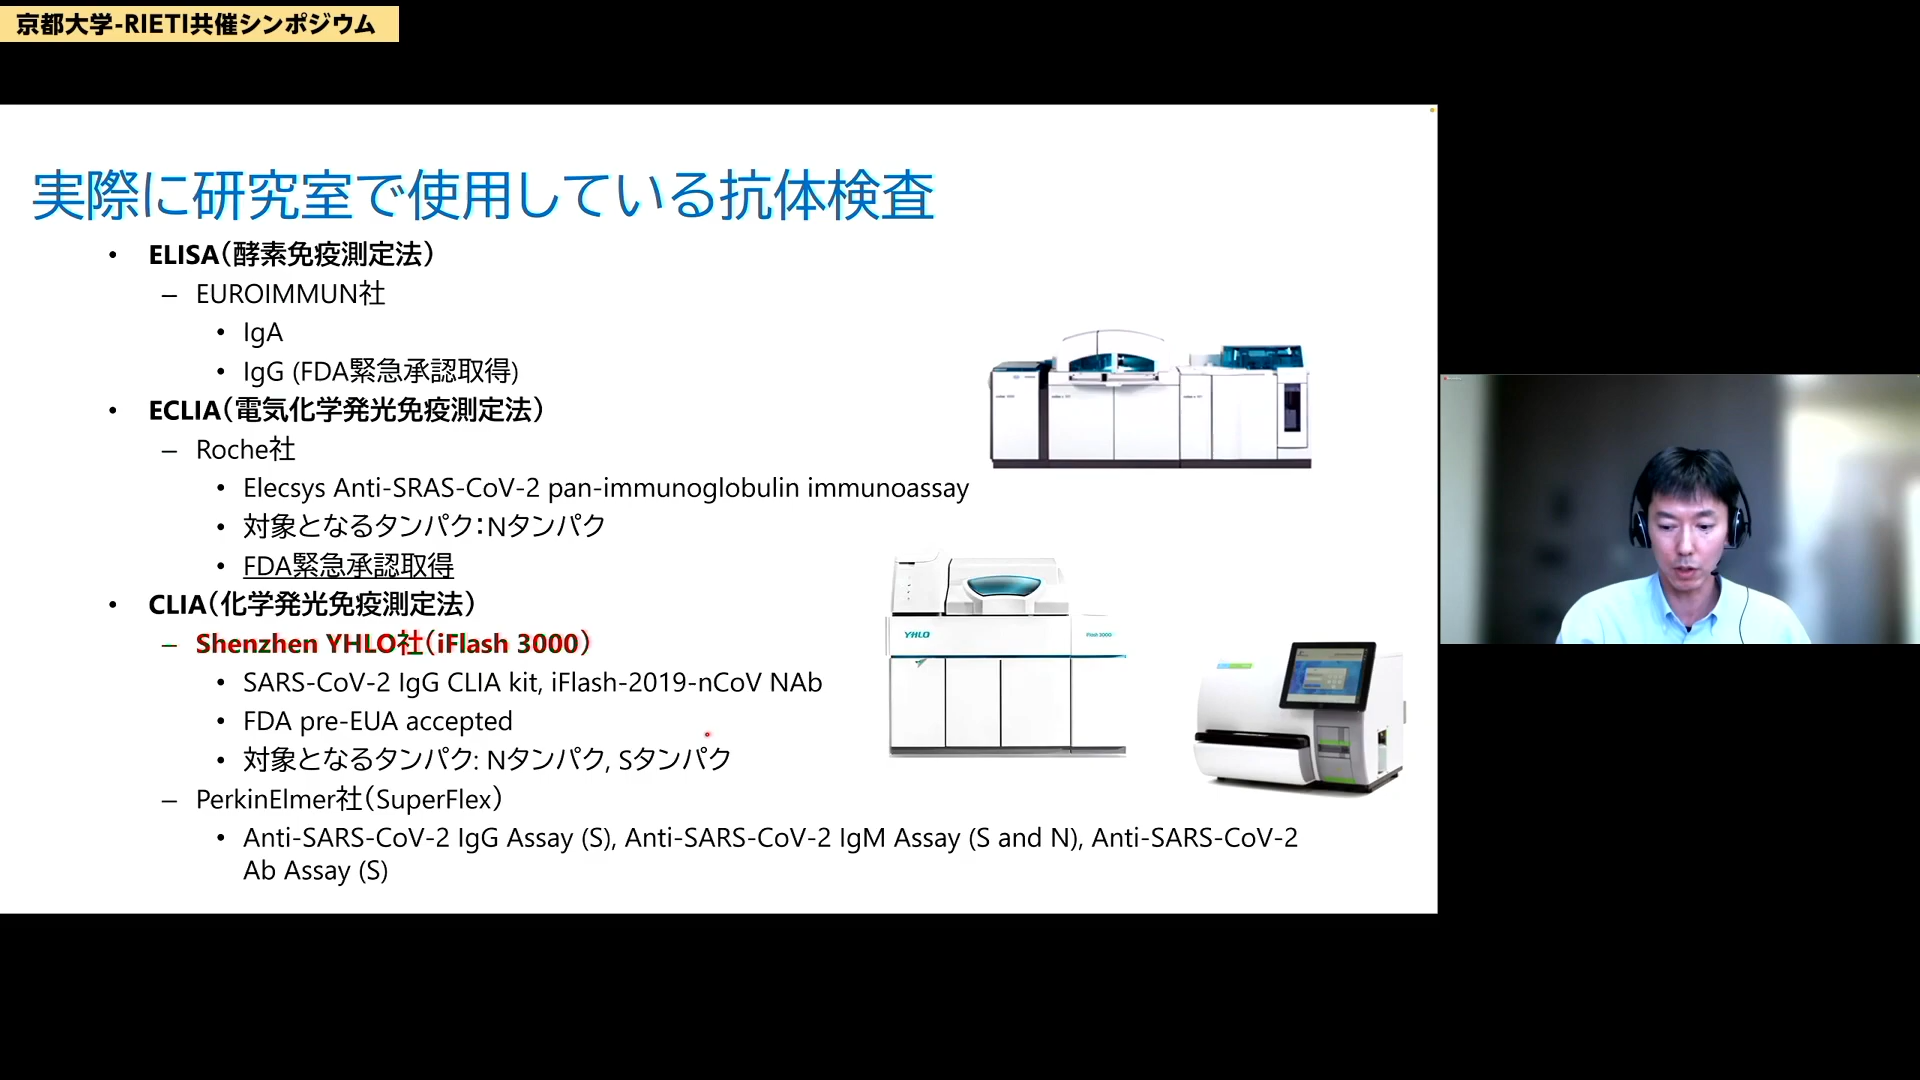 京都大学-RIETI共催シンポジウム
実際に研究室で使用している抗体検査
• ELISA（酵素免疫測定法）
– EUROIMMUN社
• IgA
• IgG (FDA緊急承認取得)
• ECLIA（電気化学発光免疫測定法）
– Roche社
• Elecsys Anti-SRAS-CoV-2 pan-immunoglobulin immunoassay
• 対象となるタンパク：Nタンパク
• FDA緊急承認取得
• CLIA（化学発光免疫測定法）
– Shenzhen YHLO社（iFlash 3000）
• SARS-CoV-2 IgG CLIA kit, iFlash-2019-nCoV NAb
• FDA pre-EUA accepted
• 対象となるタンパク: Nタンパク, Sタンパク
– PerkinElmer社（SuperFlex）
• Anti-SARS-CoV-2 IgG Assay (S), Anti-SARS-CoV-2 IgM Assay (S and N), Anti-SARS-CoV-2
Ab Assay (S)
YHLO